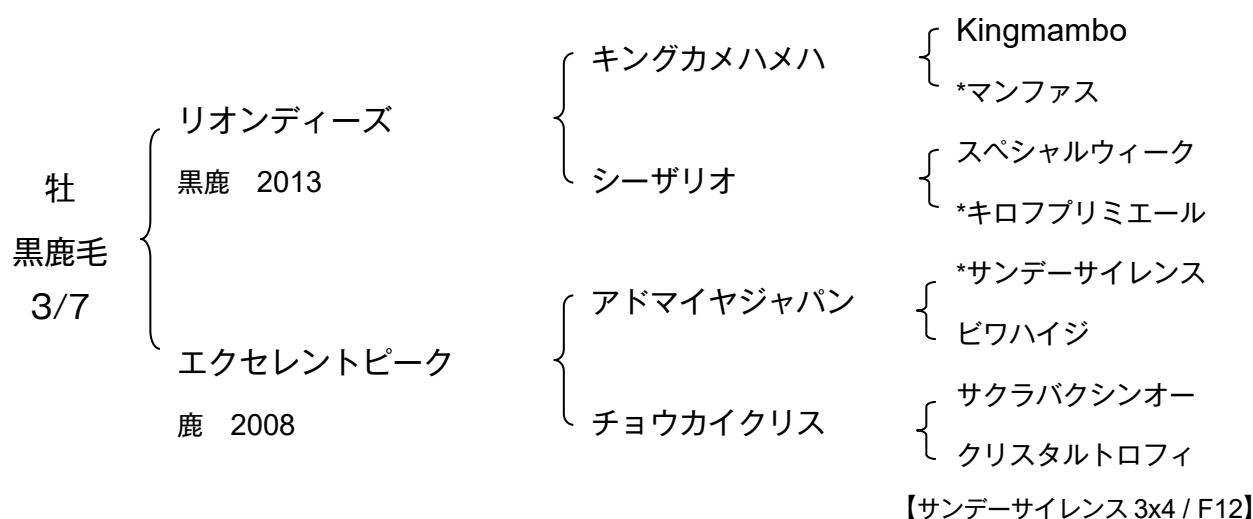 牡
黒鹿毛
3/7
リオンディーズ
黒鹿 2013
エクセレントピーク
鹿 2008
キングカメハメハ
シーザリオ
アドマイヤジャパン
チョウカイクリス
Kingmambo
*マンファス
スペシャルウィーク
*キロフプリミエール
*サンデーサイレンス
ビワハイジ
サクラバクシンオー
クリスタルトロフィ
【サンデーサイレンス 3x4 / F12】